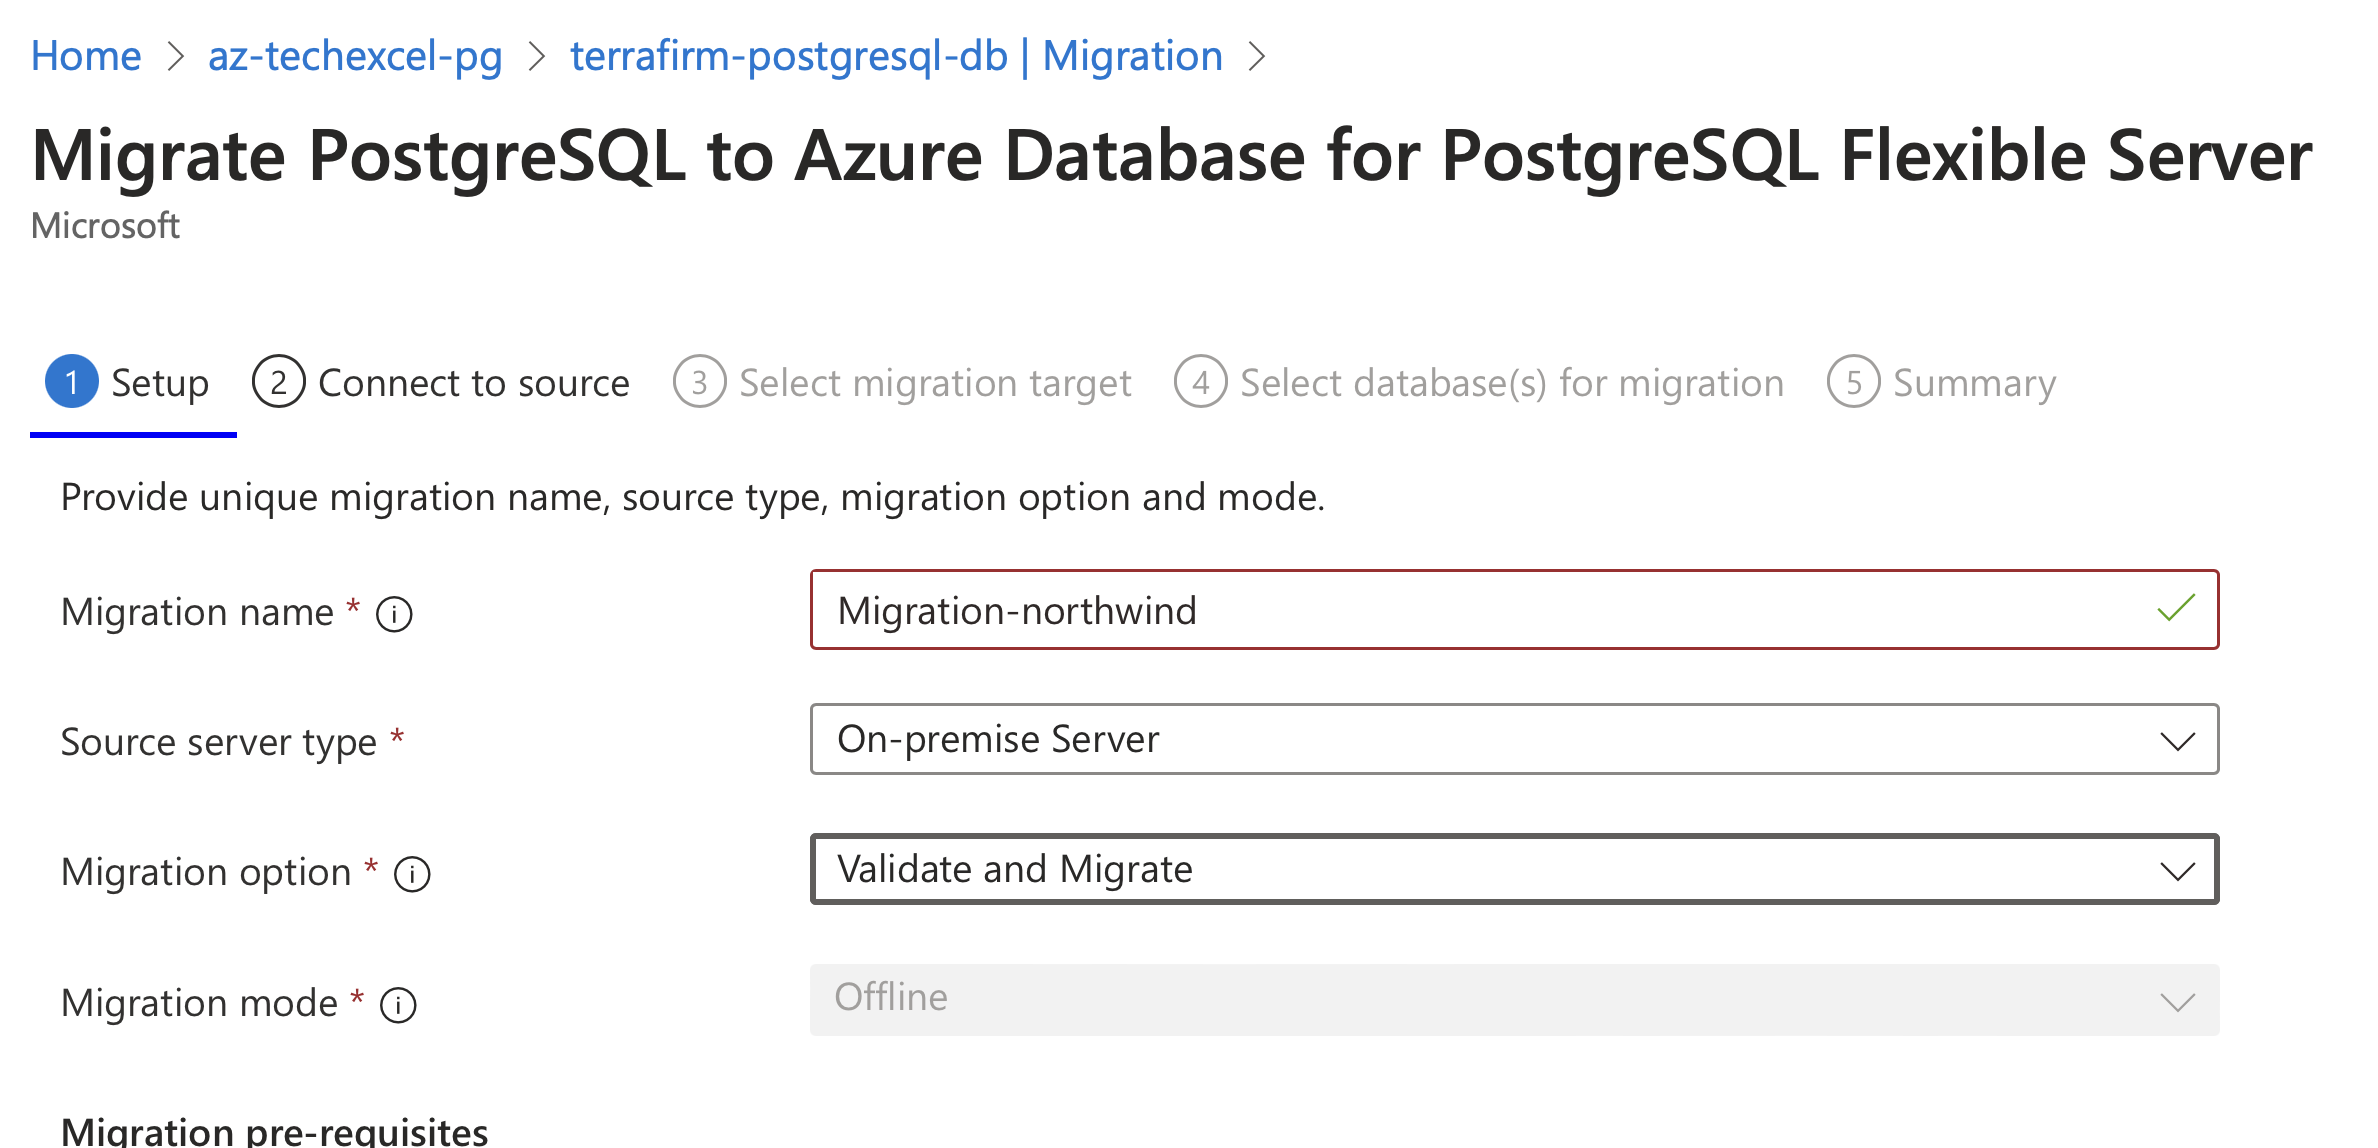 Home > az-techexcel-pg > terrafirm-postgresql-db | Migration >
Migrate PostgreSQL to Azure Database for PostgreSQL Flexible Server
Microsoft
1 Setup 2 Connect to source 3 Select migration target 4 Select database(s) for migration 5 Summary
Provide unique migration name, source type, migration option and mode.
Migration name * Migration-northwind
Source server type * On-premise Server
Migration option * Validate and Migrate
Migration mode * Offline
Migration pre-requisites